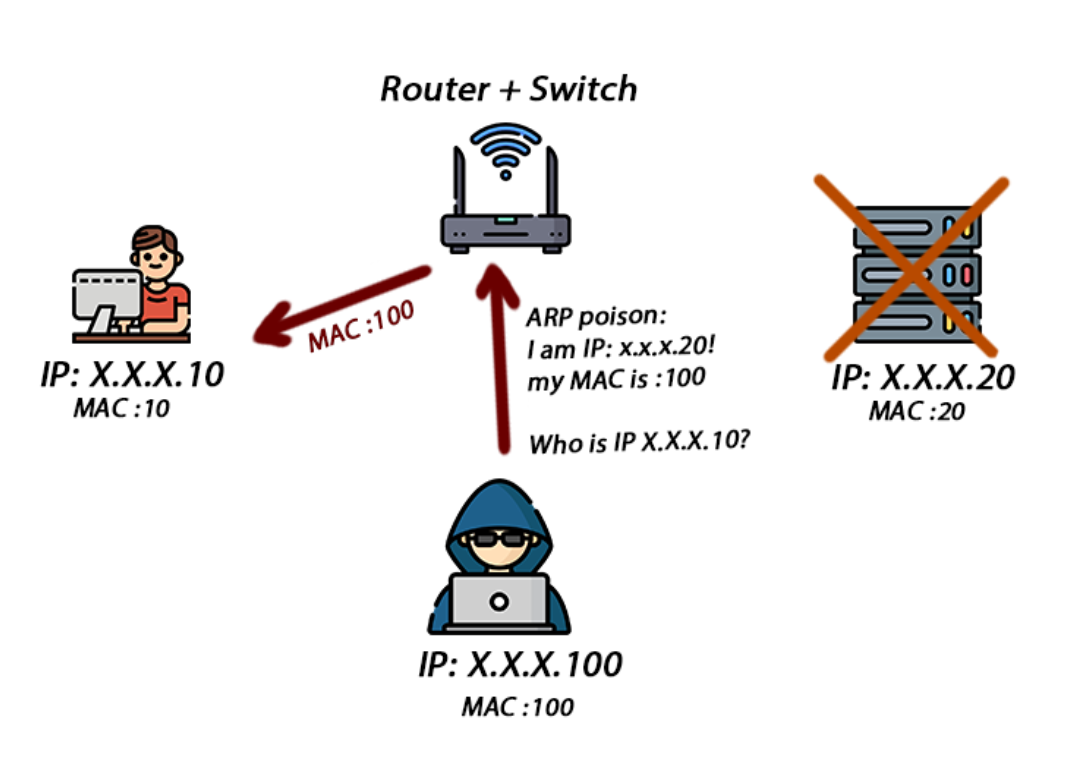 Router + Switch
MAC :100
ARP poison:
I am IP: x.x.x.20!
my MAC is :100
IP: X.X.X.10
MAC :10
IP: X.X.X.20
MAC :20
Who is IP X.X.X.10?
IP: X.X.X.100
MAC :100